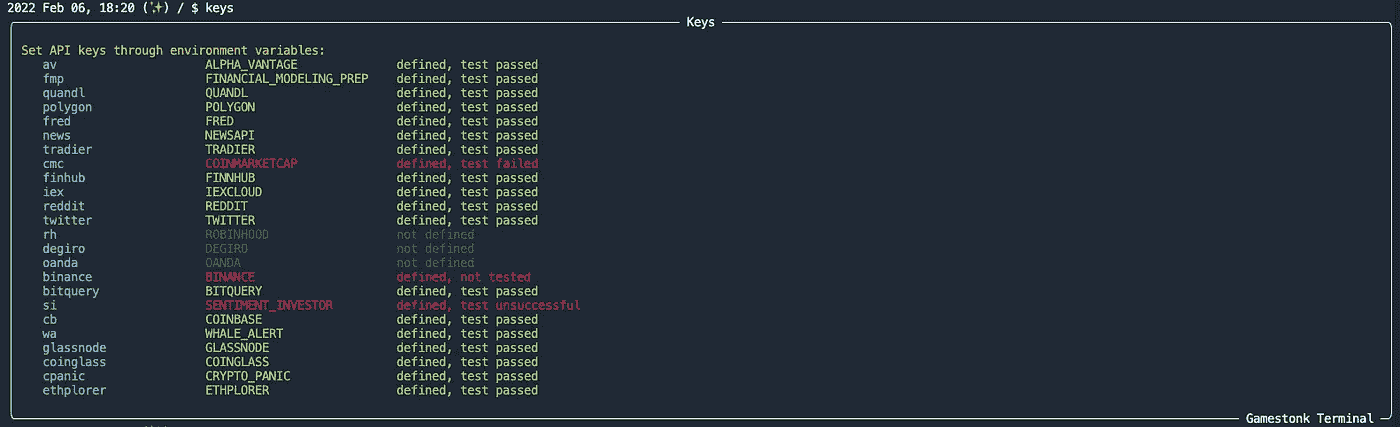 2022 Feb 06, 18:20 (✨) / $ keys
Keys
Set API keys through environment variables:
av ALPHA_VANTAGE defined, test passed
fmp FINANCIAL_MODELING_PREP defined, test passed
quandl QUANDL defined, test passed
polygon POLYGON defined, test passed
fred FRED defined, test passed
news NEWSAPI defined, test passed
tradier TRADIER defined, test passed
cmc COINMARKETCAP defined, test failed
finhub FINNHUB defined, test passed
iex IEXCLOUD defined, test passed
reddit REDDIT defined, test passed
twitter TWITTER defined, test passed
rh ROBINHOOD not defined
degiro DEGIRO not defined
oanda OANDA not defined
binance BINANCE defined, not tested
bitquery BITQUERY defined, test passed
si SENTIMENT_INVESTOR defined, test unsuccessful
cb COINBASE defined, test passed
wa WHALE_ALERT defined, test passed
glassnode GLASSNODE defined, test passed
coinglass COINGLASS defined, test passed
cpanic CRYPTO_PANIC defined, test passed
ethplorer ETHPLORER defined, test passed
Gamestonk Terminal